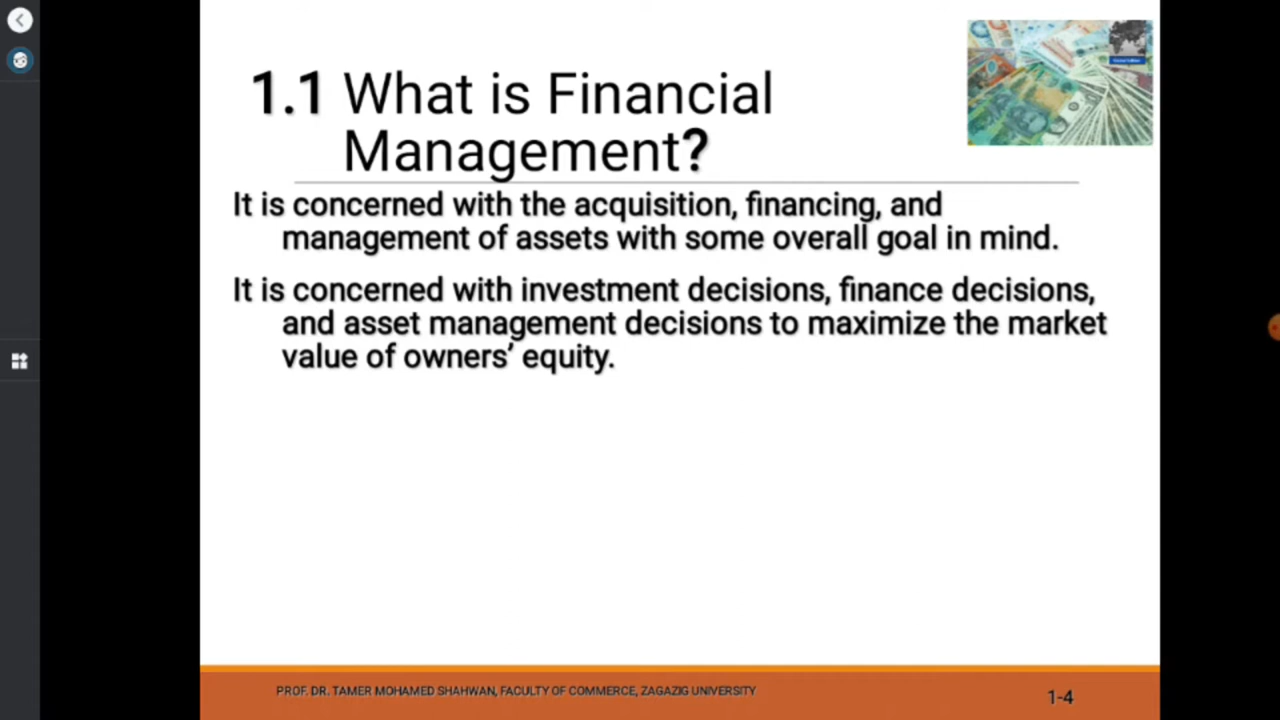 1.1 What is Financial
Management?
It is concerned with the acquisition, financing, and
management of assets with some overall goal in mind.
It is concerned with investment decisions, finance decisions,
and asset management decisions to maximize the market
value of owners’ equity.
PROF. DR. TAMER MOHAMED SHAHWAN, FACULTY OF COMMERCE, ZAGAZIG UNIVERSITY
1-4